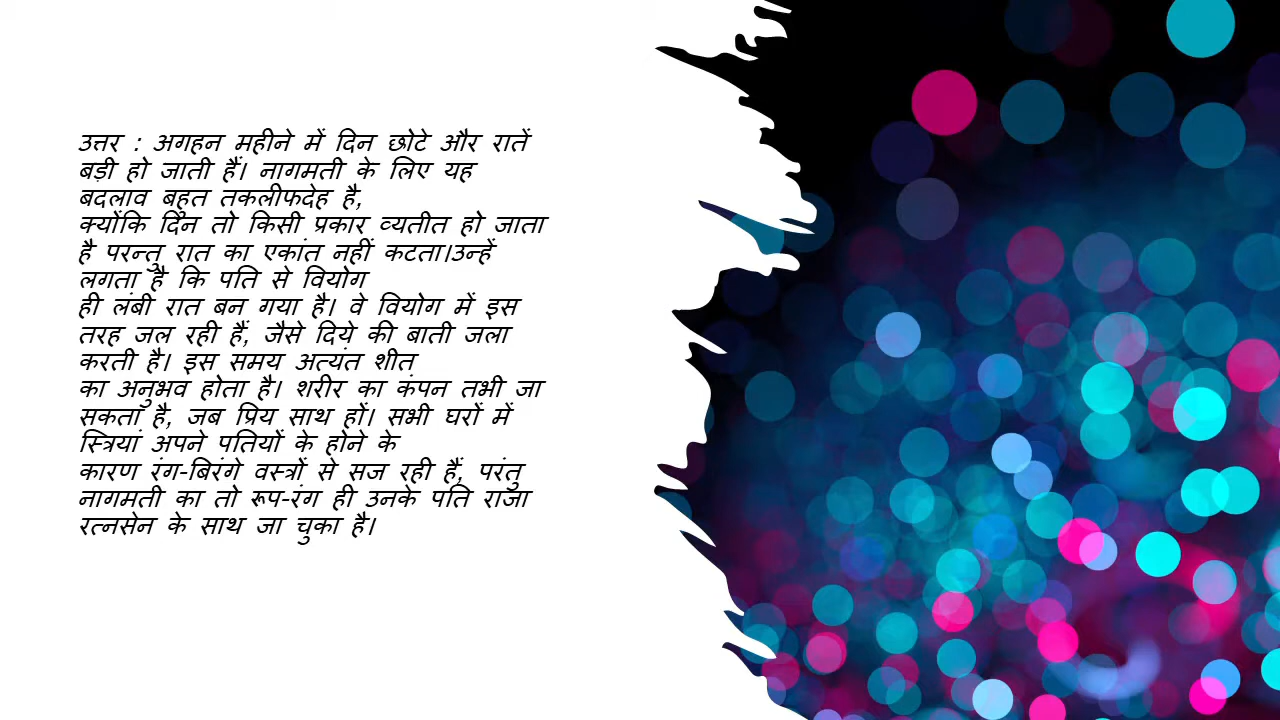 उत्तर : अगहन महीने में दिन छोटे और रातें
बड़ी हो जाती हैं। नागमती के लिए यह
बदलाव बहुत तकलीफदेह है,
क्योंकि दिन तो किसी प्रकार व्यतीत हो जाता
है परन्तु रात का एकांत नहीं कटता।उन्हें
लगता है कि पति से वियोग
ही लंबी रात बन गया है। वे वियोग में इस
तरह जल रही हैं, जैसे दिये की बाती जला
करती है। इस समय अत्यंत शीत
का अनुभव होता है। शरीर का कंपन तभी जा
सकता है, जब प्रिय साथ हों। सभी घरों में
स्त्रियां अपने पतियों के होने के
कारण रंग-बिरंगे वस्त्रों से सज रही हैं, परंतु
नागमती का तो रूप-रंग ही उनके पति राजा
रत्नसेन के साथ जा चुका है।